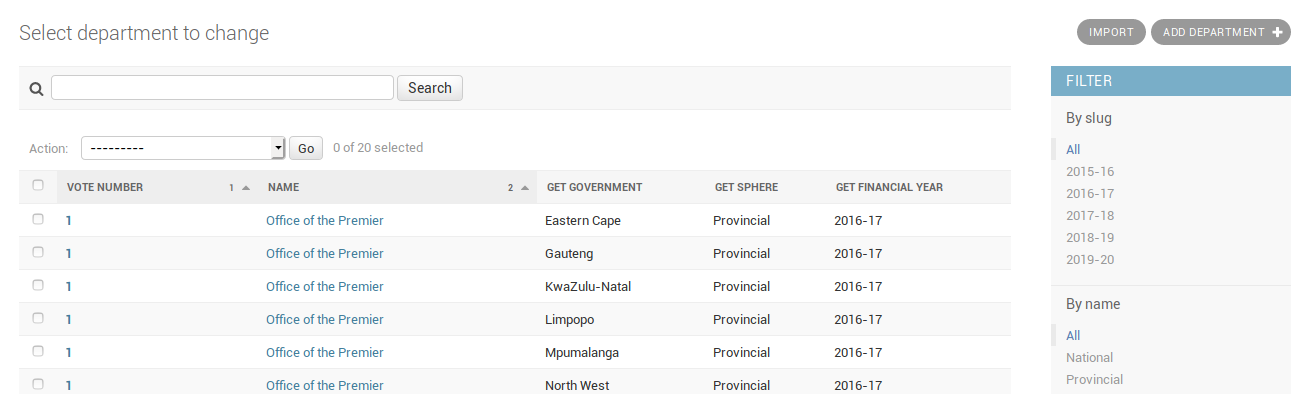 Select department to change
IMPORT
ADD DEPARTMENT
Search
Action: --------- Go 0 of 20 selected
VOTE NUMBER 1 NAME 2 GET GOVERNMENT GET SPHERE GET FINANCIAL YEAR
1 Office of the Premier Eastern Cape Provincial 2016-17
1 Office of the Premier Gauteng Provincial 2016-17
1 Office of the Premier KwaZulu-Natal Provincial 2016-17
1 Office of the Premier Limpopo Provincial 2016-17
1 Office of the Premier Mpumalanga Provincial 2016-17
1 Office of the Premier North West Provincial 2016-17
FILTER
By slug
All
2015-16
2016-17
2017-18
2018-19
2019-20
By name
All
National
Provincial